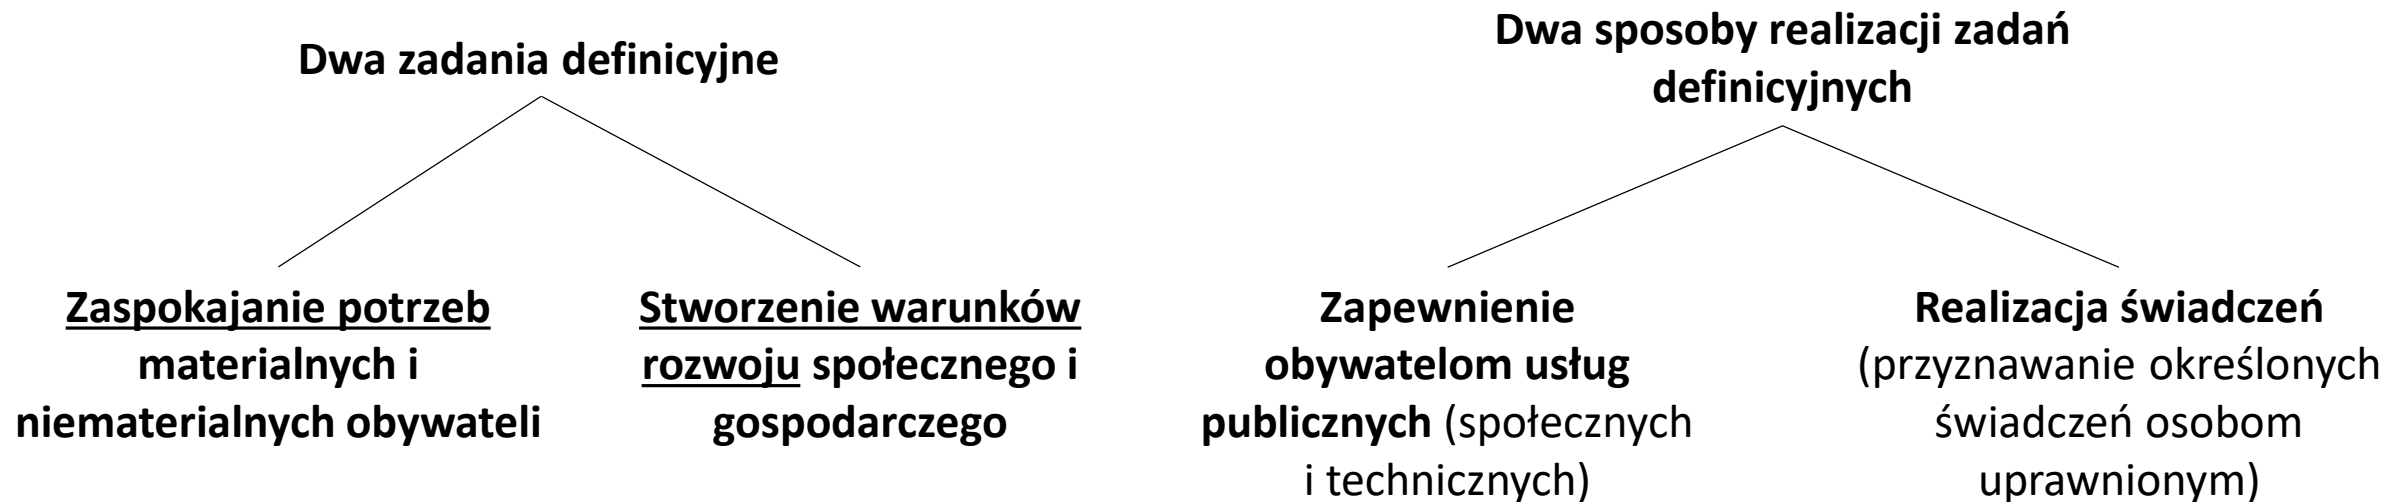 Dwa zadania definicyjne
Zaspokajanie potrzeb
materialnych i
niematerialnych obywateli
Stworzenie warunków
rozwoju społecznego i
gospodarczego
Dwa sposoby realizacji zadań
definicyjnych
Zapewnienie
obywatelom usług
publicznych (społecznych
i technicznych)
Realizacja świadczeń
(przyznawanie określonych
świadczeń osobom
uprawnionym)